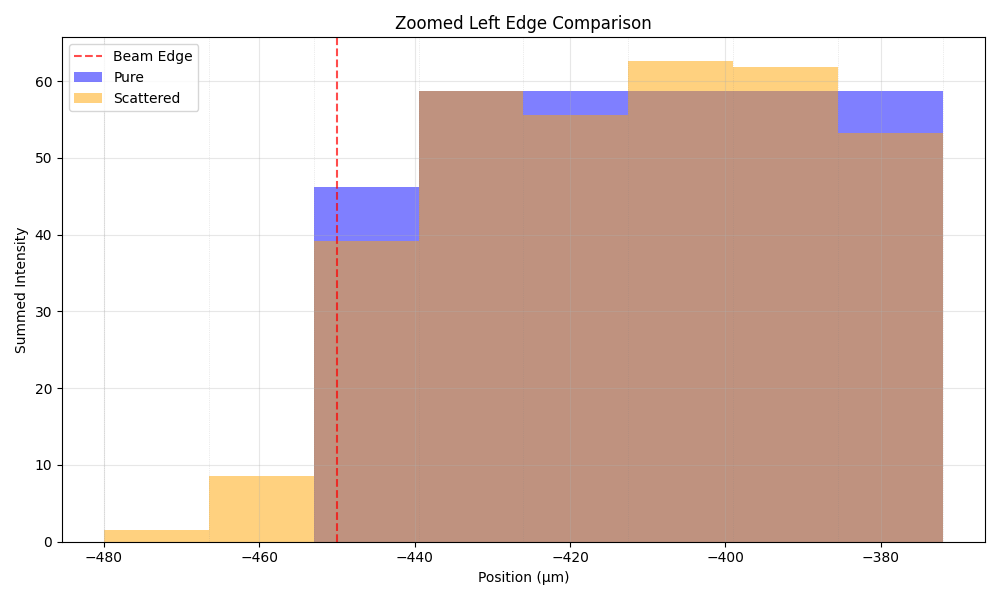 Zoomed Left Edge Comparison
Beam Edge
Pure
Scattered
Summed Intensity
60
50
40
30
20
10
0
−480
−460
−440
−420
−400
−380
Position (μm)